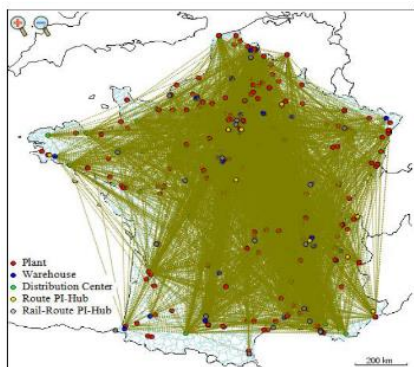 Plant
Warehouse
Distribution Center
Route PI-Hub
Rail-Route PI-Hub
200 km